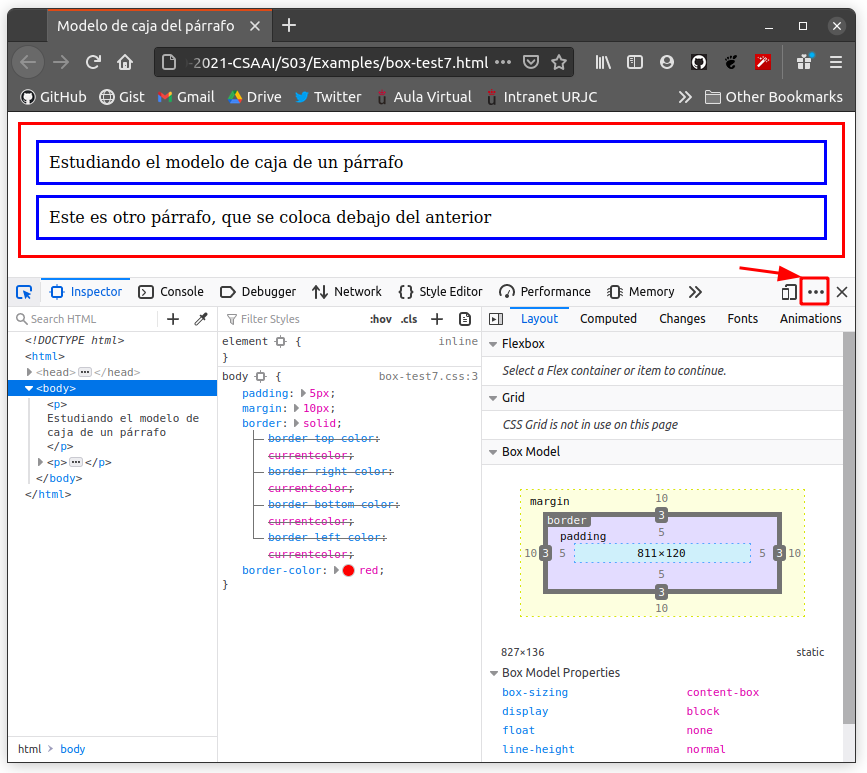 Modelo de caja del párrafo
-2021-CSAAI/S03/Examples/box-test7.html
GitHub Gist Gmail Drive Twitter Aula Virtual Intranet URJC Other Bookmarks
Estudiando el modelo de caja de un párrafo
Este es otro párrafo, que se coloca debajo del anterior
Inspector Console Debugger Network Style Editor Performance Memory
Search HTML
Filter Styles :hov .cls
Layout Computed Changes Fonts Animations
<!DOCTYPE html>
<html>
<head> </head>
<body>
<p>
Estudiando el modelo de
caja de un párrafo
</p>
<p> </p>
</body>
</html>
element { inline
}
body { box-test7.css:3
padding: 5px;
margin: 10px;
border: solid;
border-top-color:
currentcolor;
border-right-color:
currentcolor;
border-bottom-color:
currentcolor;
border-left-color:
currentcolor;
border-color: red;
}
Flexbox
Select a Flex container or item to continue.
Grid
CSS Grid is not in use on this page
Box Model
margin 10
border 3
padding 5
10 3 5 811×120 5 3 10
5
3
10
827×136 static
Box Model Properties
box-sizing content-box
display block
float none
line-height normal
html > body